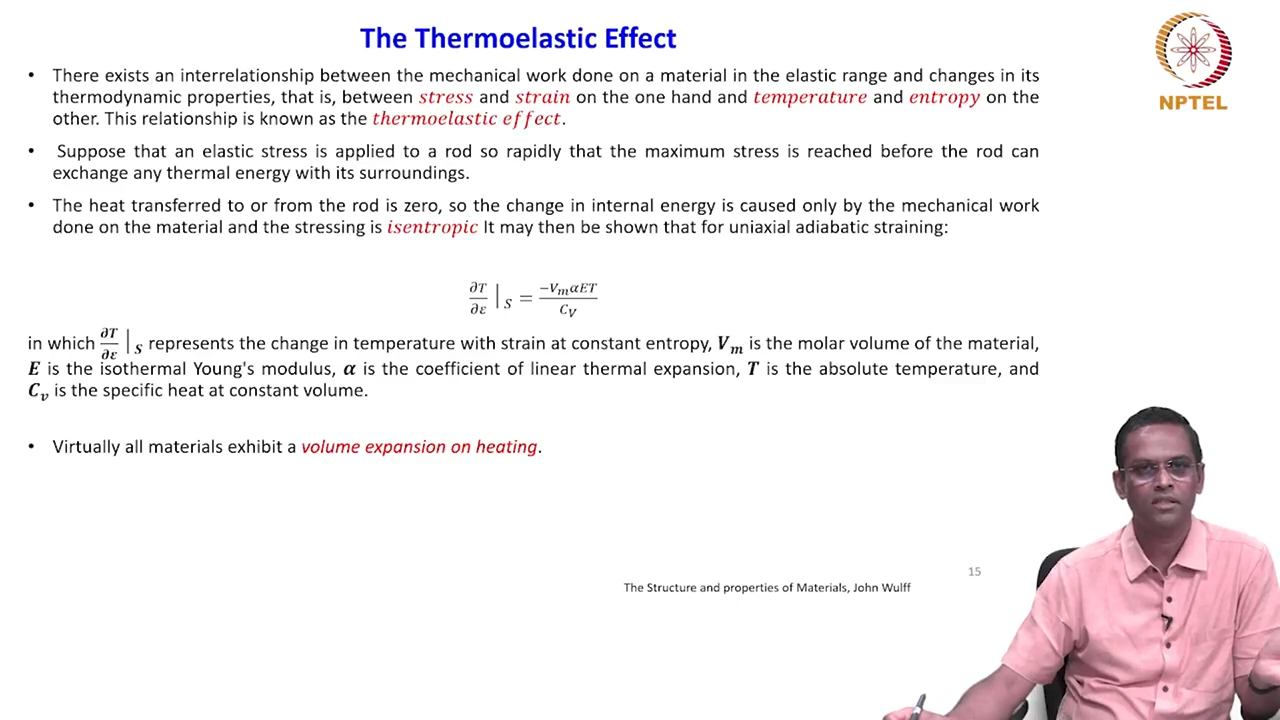 The Thermoelastic Effect
• There exists an interrelationship between the mechanical work done on a material in the elastic range and changes in its
thermodynamic properties, that is, between stress and strain on the one hand and temperature and entropy on the
other. This relationship is known as the thermoelastic effect.
• Suppose that an elastic stress is applied to a rod so rapidly that the maximum stress is reached before the rod can
exchange any thermal energy with its surroundings.
• The heat transferred to or from the rod is zero, so the change in internal energy is caused only by the mechanical work
done on the material and the stressing is isentropic It may then be shown that for uniaxial adiabatic straining:
∂T/∂ε |S = −VmαET/CV
in which ∂T/∂ε |S represents the change in temperature with strain at constant entropy, Vm is the molar volume of the material,
E is the isothermal Young's modulus, α is the coefficient of linear thermal expansion, T is the absolute temperature, and
Cv is the specific heat at constant volume.
• Virtually all materials exhibit a volume expansion on heating.
15
The Structure and properties of Materials, John Wulff
NPTEL